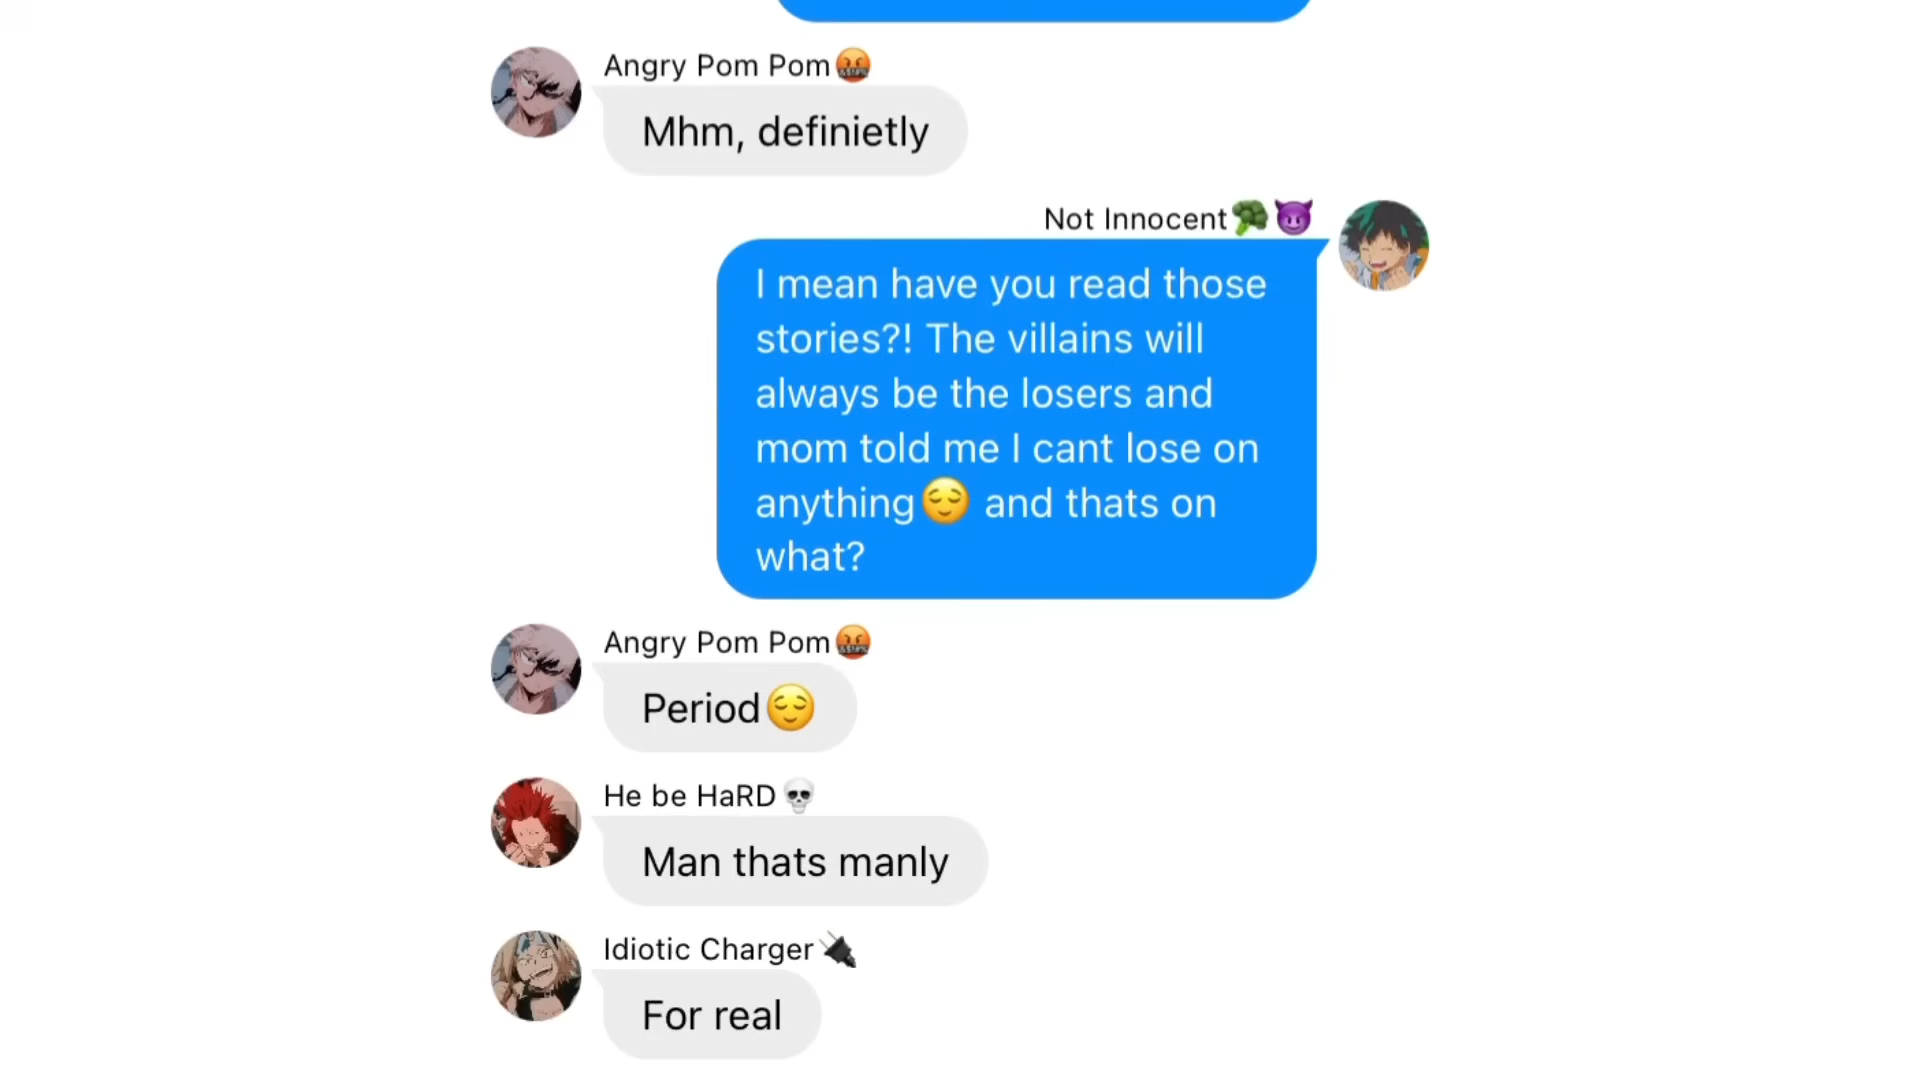 Angry Pom Pom🤬
Mhm, definietly
Not Innocent🥦😈
I mean have you read those
stories?! The villains will
always be the losers and
mom told me I cant lose on
anything😌 and thats on
what?
Angry Pom Pom🤬
Period😌
He be HaRD💀
Man thats manly
Idiotic Charger🔌
For real